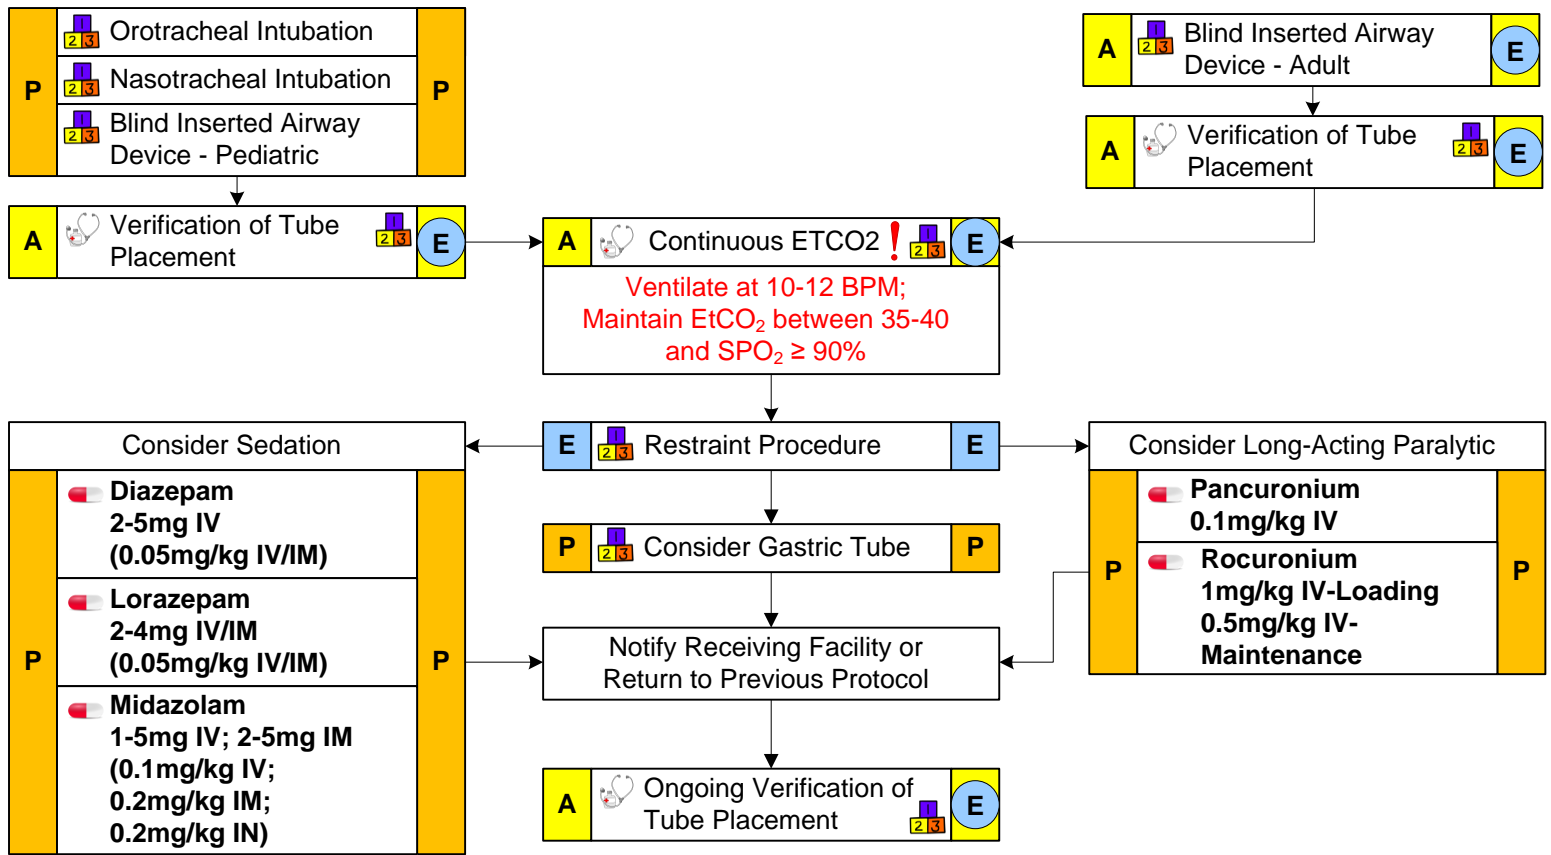 P
Orotracheal Intubation
Nasotracheal Intubation
Blind Inserted Airway
Device - Pediatric
P
A
Blind Inserted Airway
Device - Adult
E
A
Verification of Tube
Placement
E
A
Verification of Tube
Placement
E
A
Continuous ETCO2
E
Ventilate at 10-12 BPM;
Maintain EtCO₂ between 35-40
and SPO₂ ≥ 90%
E
Restraint Procedure
E
Consider Sedation
P
Diazepam
2-5mg IV
(0.05mg/kg IV/IM)
Lorazepam
2-4mg IV/IM
(0.05mg/kg IV/IM)
Midazolam
1-5mg IV; 2-5mg IM
(0.1mg/kg IV;
0.2mg/kg IM;
0.2mg/kg IN)
P
Consider Long-Acting Paralytic
P
Pancuronium
0.1mg/kg IV
Rocuronium
1mg/kg IV-Loading
0.5mg/kg IV-
Maintenance
P
P
Consider Gastric Tube
P
Notify Receiving Facility or
Return to Previous Protocol
A
Ongoing Verification of
Tube Placement
E